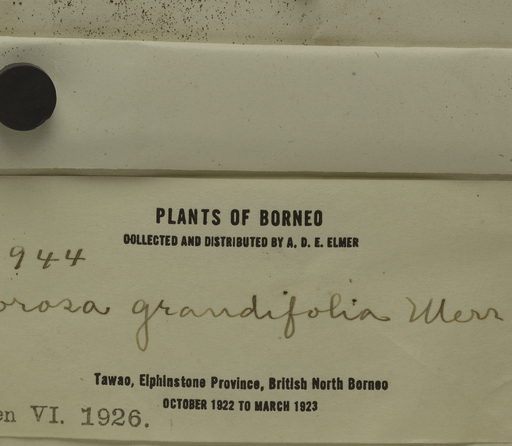 PLANTS OF BORNEO
COLLECTED AND DISTRIBUTED BY A. D. E. ELMER
944
orosa grandifolia Merr
Tawao, Elphinstone Province, British North Borneo
OCTOBER 1922 TO MARCH 1923
en VI. 1926.